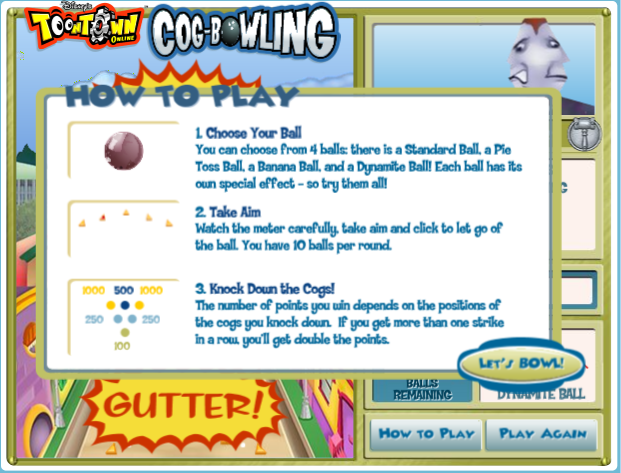 Disney's
TOONTOWN
ONLINE
COG-BOWLING
HOW TO PLAY
1. Choose Your Ball
You can choose from 4 balls: there is a Standard Ball, a Pie
Toss Ball, a Banana Ball, and a Dynamite Ball! Each ball has its
own special effect - so try them all!
2. Take Aim
Watch the meter carefully, take aim and click to let go of
the ball. You have 10 balls per round.
1000 500 1000
250 250
100
3. Knock Down the Cogs!
The number of points you win depends on the positions of
the cogs you knock down. If you get more than one strike
in a row, you'll get double the points.
LET'S BOWL!
GUTTER!
BALLS
REMAINING
DYNAMITE BALL
HOW TO PLAY
PLAY AGAIN